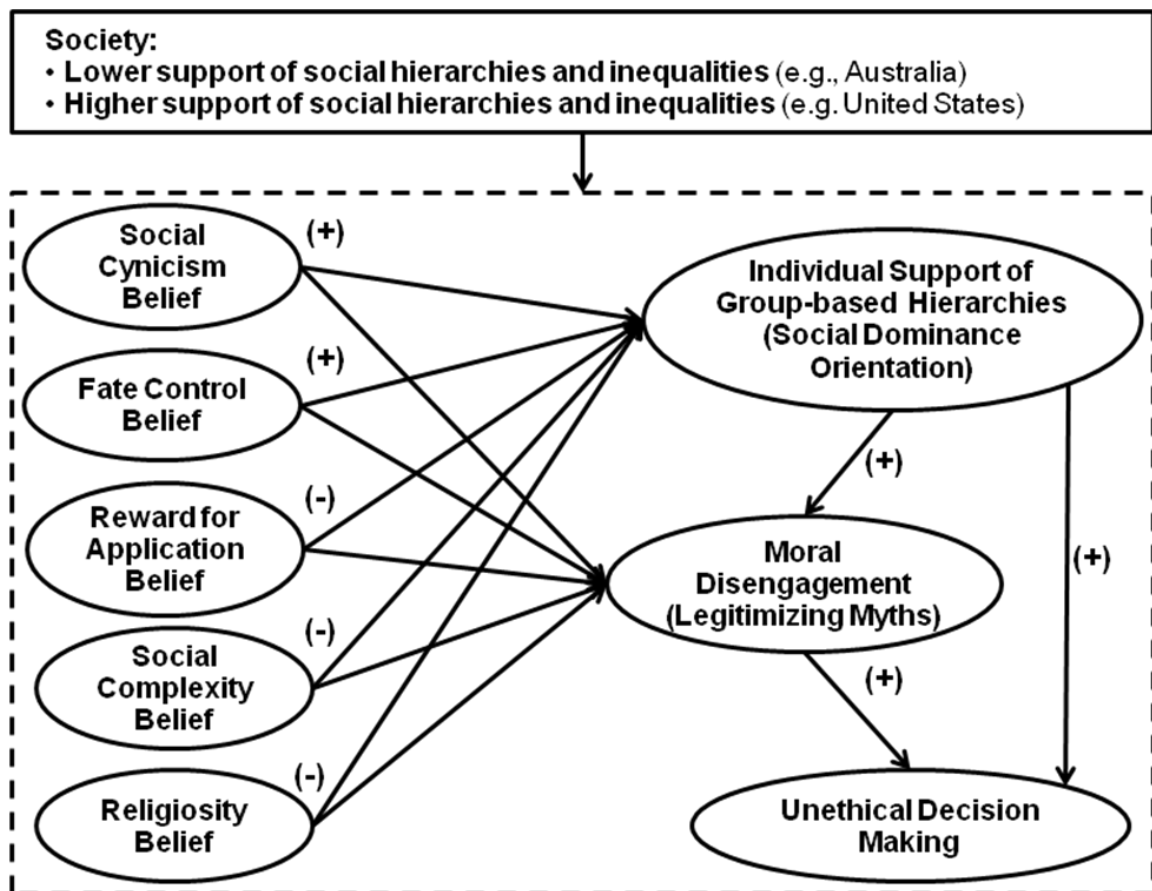 Society:
• Lower support of social hierarchies and inequalities (e.g., Australia)
• Higher support of social hierarchies and inequalities (e.g. United States)
(+)
Social
Cynicism
Belief
(+)
Fate Control
Belief
(-)
Reward for
Application
Belief
(-)
Social
Complexity
Belief
(-)
Religiosity
Belief
Individual Support of
Group-based Hierarchies
(Social Dominance
Orientation)
(+)
(+)
Moral
Disengagement
(Legitimizing Myths)
(+)
Unethical Decision
Making